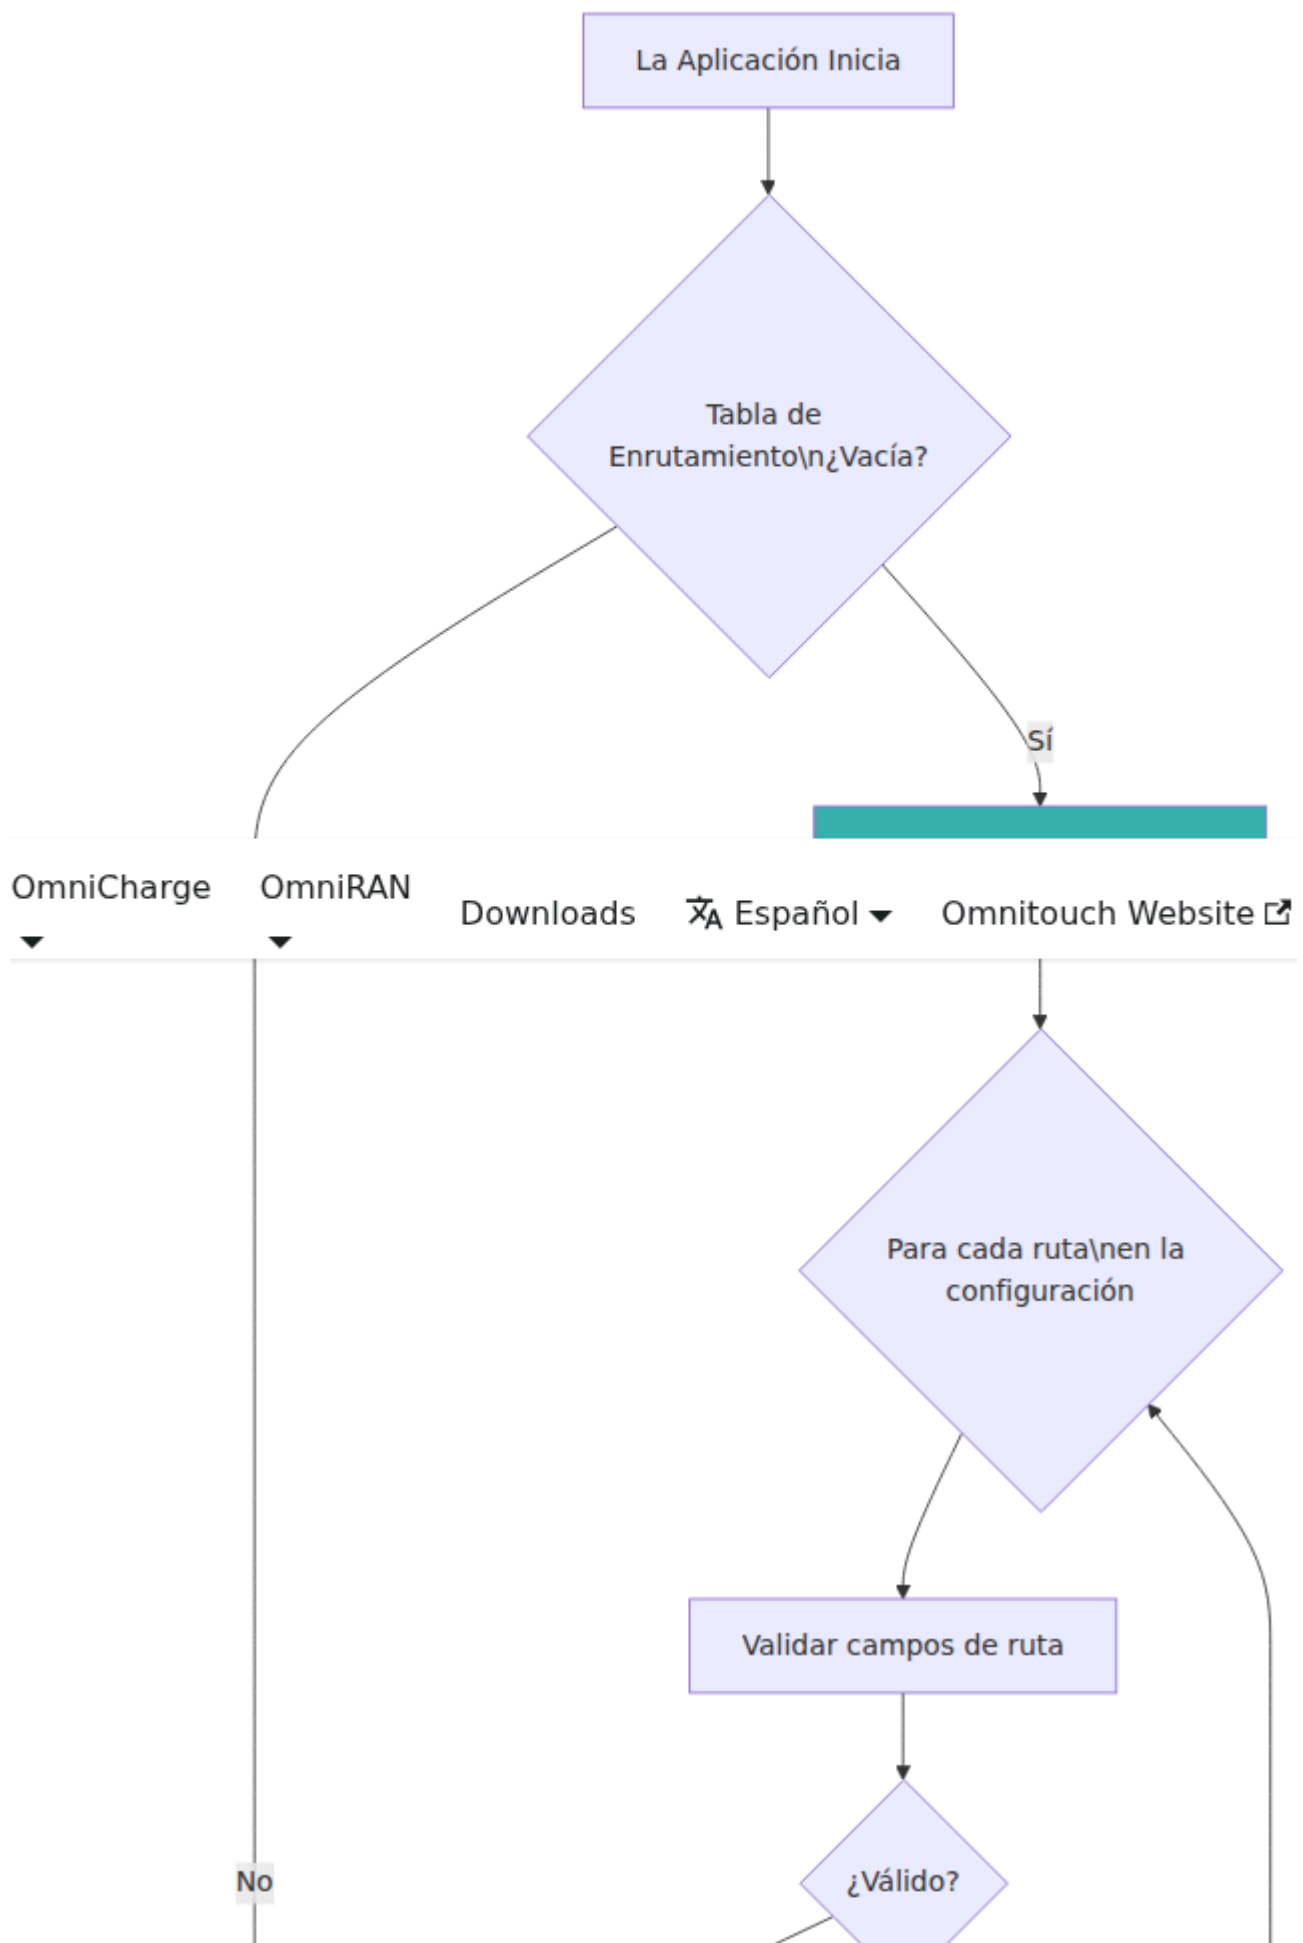 La Aplicación Inicia
Tabla de
Enrutamiento\n¿Vacía?
Sí
OmniCharge
OmniRAN
Downloads
Español
Omnitouch Website
Para cada ruta\nen la
configuración
Validar campos de ruta
No
¿Válido?